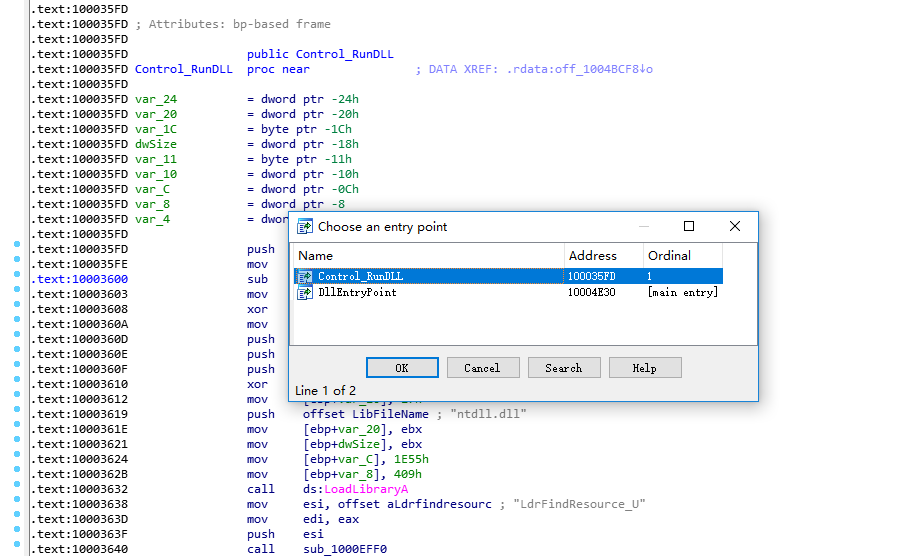 .text:100035FD
.text:100035FD ; Attributes: bp-based frame
.text:100035FD
.text:100035FD public Control_RunDLL
.text:100035FD Control_RunDLL proc near ; DATA XREF: .rdata:off_1004BCF8↓o
.text:100035FD
.text:100035FD var_24 = dword ptr -24h
.text:100035FD var_20 = dword ptr -20h
.text:100035FD var_1C = byte ptr -1Ch
.text:100035FD dwSize = dword ptr -18h
.text:100035FD var_11 = byte ptr -11h
.text:100035FD var_10 = dword ptr -10h
.text:100035FD var_C = dword ptr -0Ch
.text:100035FD var_8 = dword ptr -8
.text:100035FD var_4 = dwor
.text:100035FD
.text:100035FD push
.text:100035FE mov
.text:10003600 sub
.text:10003603 mov
.text:10003608 xor
.text:1000360A mov
.text:1000360D push
.text:1000360E push
.text:1000360F push
.text:10003610 xor
.text:10003612 mov
.text:10003619 push offset LibFileName ; "ntdll.dll"
.text:1000361E mov [ebp+var_20], ebx
.text:10003621 mov [ebp+dwSize], ebx
.text:10003624 mov [ebp+var_C], 1E55h
.text:1000362B mov [ebp+var_8], 409h
.text:10003632 call ds:LoadLibraryA
.text:10003638 mov esi, offset aLdrfindresourc ; "LdrFindResource_U"
.text:1000363D mov edi, eax
.text:1000363F push esi
.text:10003640 call sub_1000EFF0
Choose an entry point
Name Address Ordinal
Control_RunDLL 100035FD 1
DllEntryPoint 10004E30 [main entry]
OK Cancel Search Help
Line 1 of 2